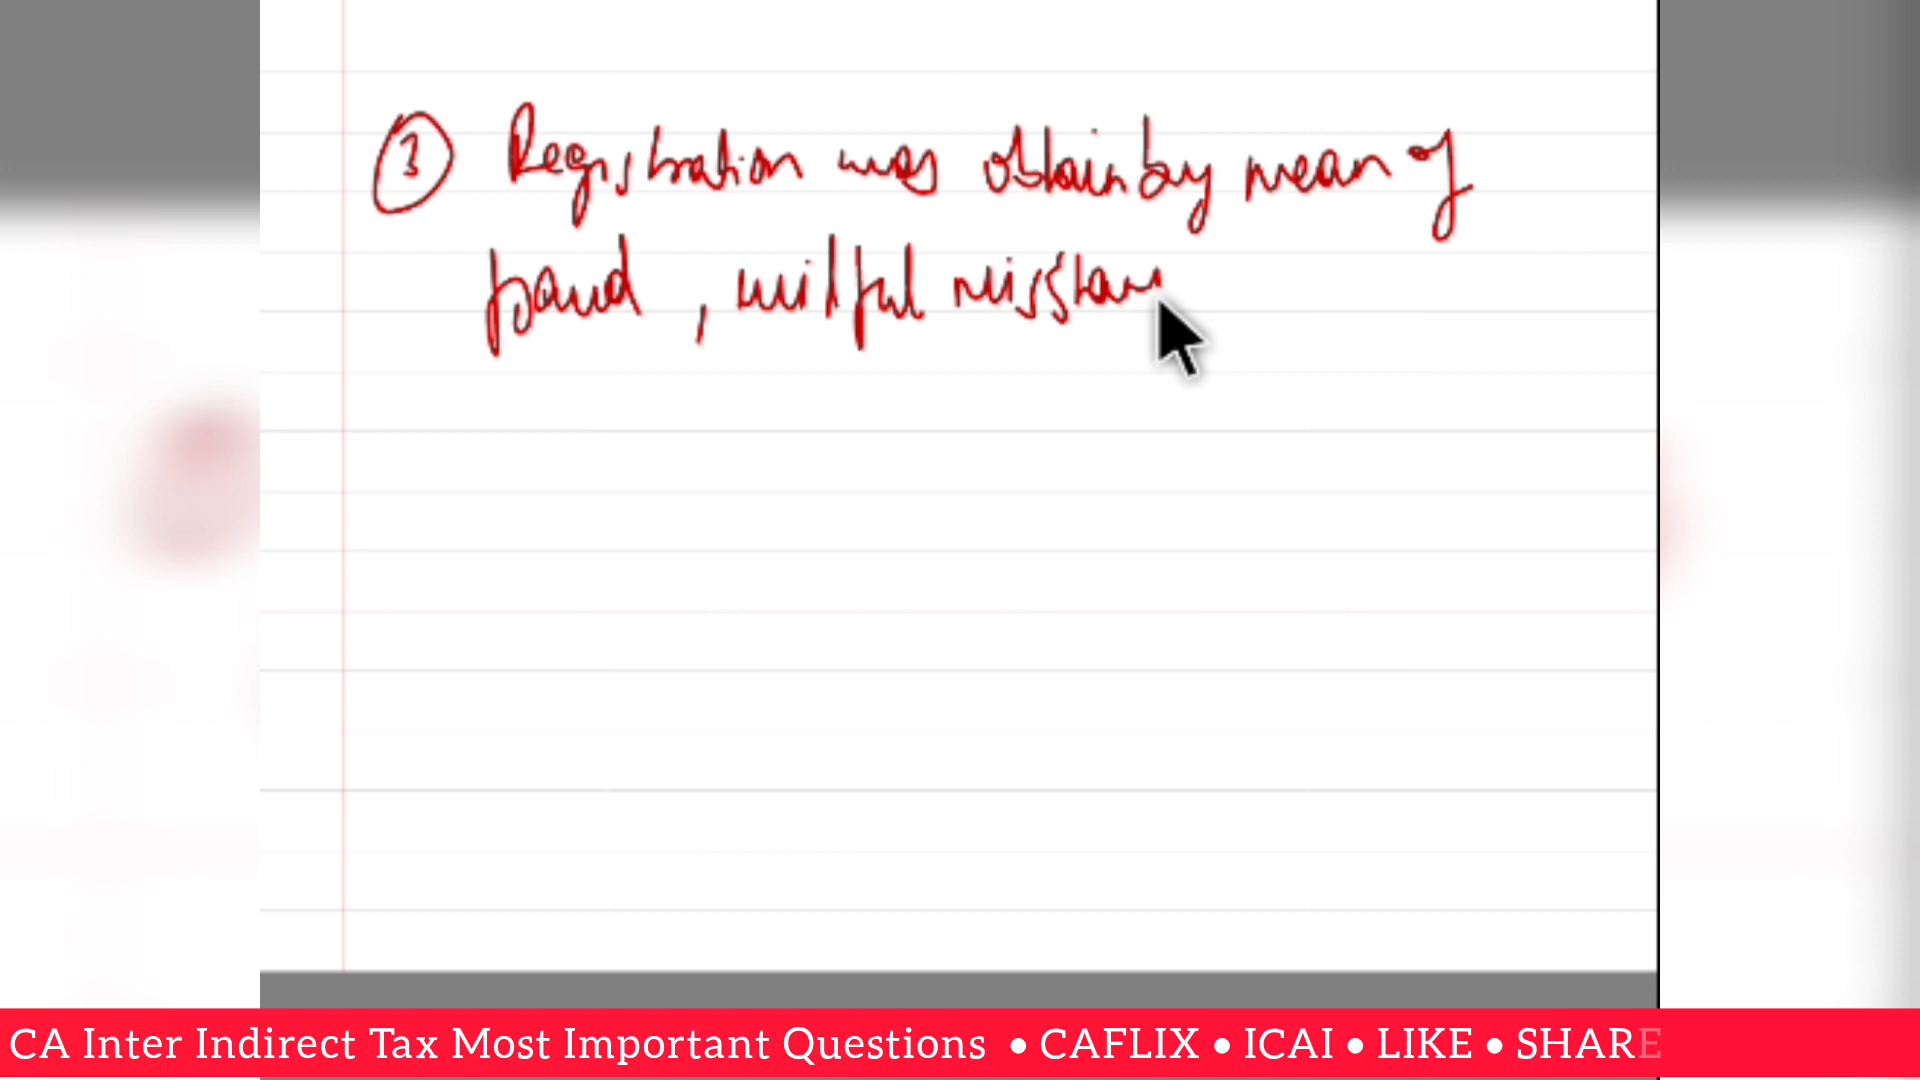 ③ Registration was obtain by mean of
fraud, wilful misstam
CA Inter Indirect Tax Most Important Questions • CAFLIX • ICAI • LIKE • SHARE